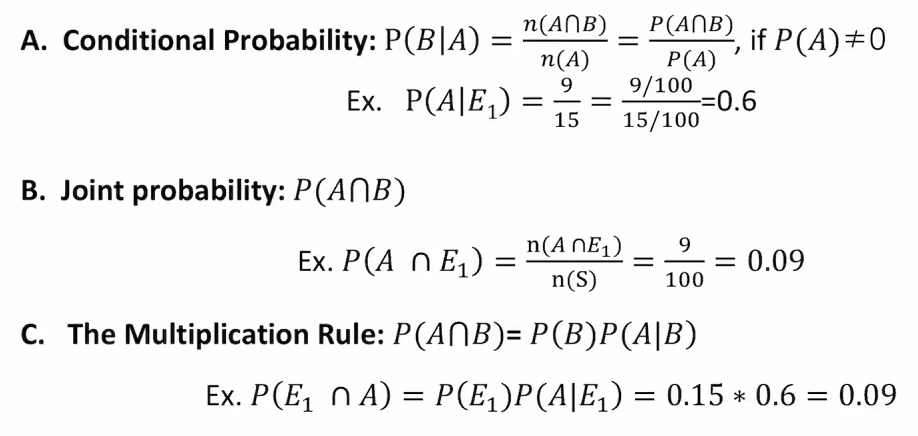 A. Conditional Probability: P(B|A) = n(A∩B)/n(A) = P(A∩B)/P(A), if P(A)≠0
Ex. P(A|E₁) = 9/15 = 9/100/15/100=0.6
B. Joint probability: P(A∩B)
Ex. P(A ∩ E₁) = n(A ∩E₁)/n(S) = 9/100 = 0.09
C. The Multiplication Rule: P(A∩B)= P(B)P(A|B)
Ex. P(E₁ ∩ A) = P(E₁)P(A|E₁) = 0.15 * 0.6 = 0.09